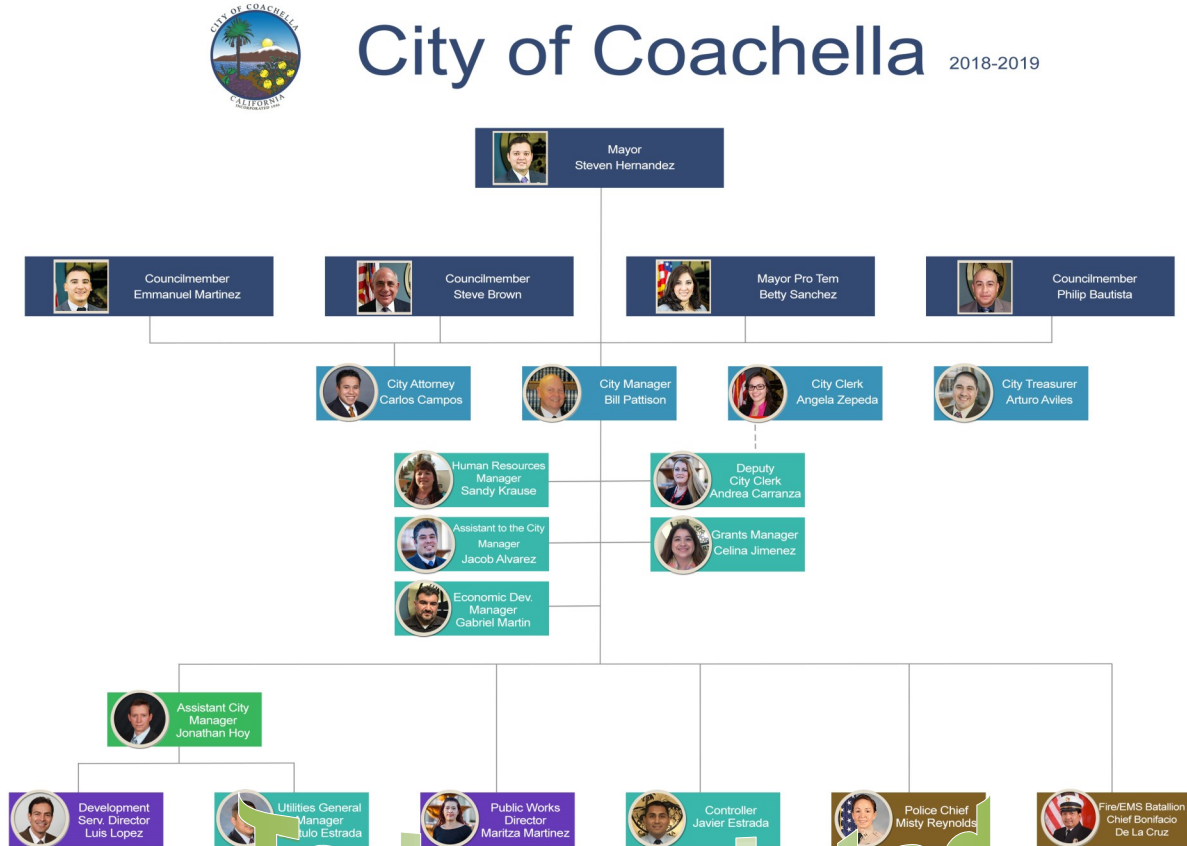 CITY OF COACHELLA
CALIFORNIA
INCORPORATED 1946
City of Coachella 2018-2019
Mayor
Steven Hernandez
Councilmember
Emmanuel Martinez
Councilmember
Steve Brown
Mayor Pro Tem
Betty Sanchez
Councilmember
Philip Bautista
City Attorney
Carlos Campos
City Manager
Bill Pattison
City Clerk
Angela Zepeda
City Treasurer
Arturo Aviles
Human Resources
Manager
Sandy Krause
Deputy
City Clerk
Andrea Carranza
Assistant to the City
Manager
Jacob Alvarez
Grants Manager
Celina Jimenez
Economic Dev.
Manager
Gabriel Martin
Assistant City
Manager
Jonathan Hoy
Development
Serv. Director
Luis Lopez
Utilities General
Manager
Estrada
Public Works
Director
Maritza Martinez
Controller
Javier Estrada
Police Chief
Misty Reynolds
Fire/EMS Batallion
Chief Bonifacio
De La Cruz